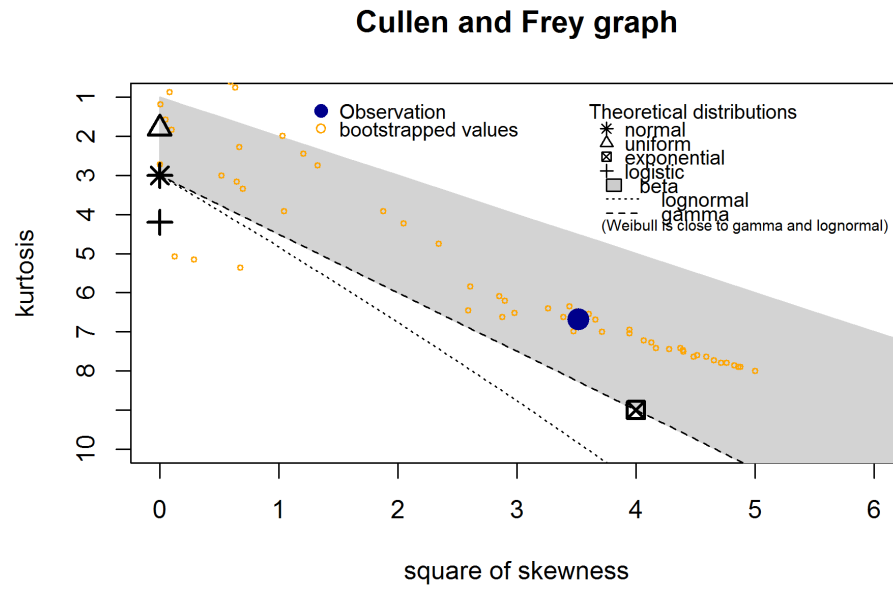 Cullen and Frey graph
Observation
bootstrapped values
Theoretical distributions
normal
uniform
exponential
logistic
beta
lognormal
gamma
(Weibull is close to gamma and lognormal)
kurtosis
1
2
3
4
5
6
7
8
10
0 1 2 3 4 5 6
square of skewness